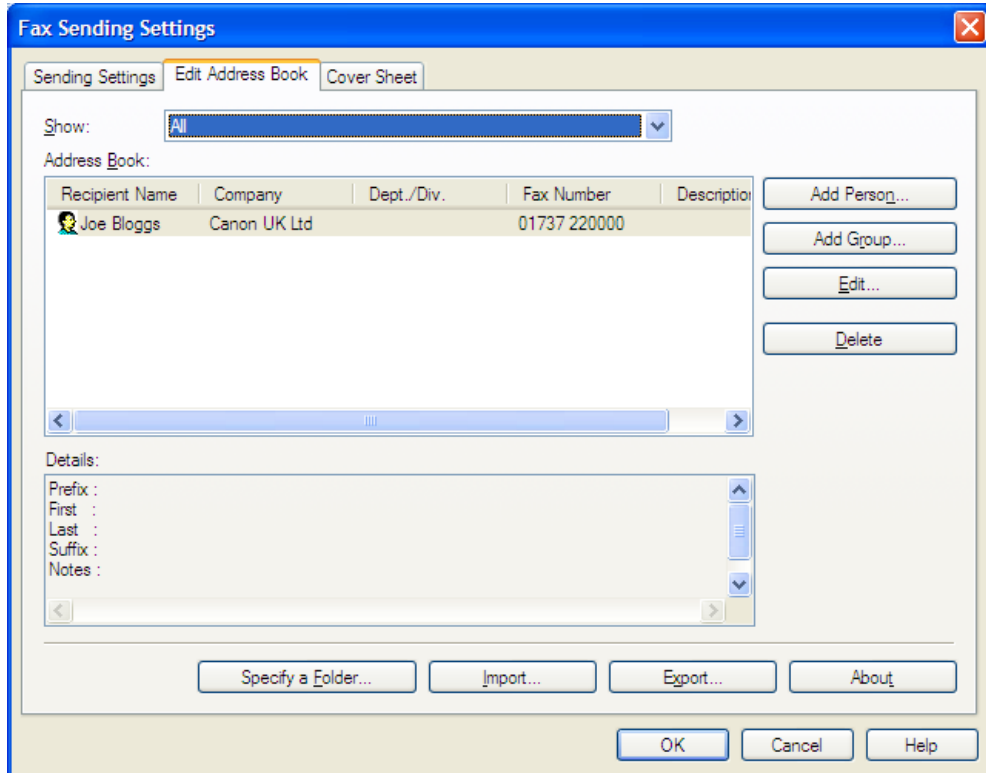 Fax Sending Settings
Sending Settings Edit Address Book Cover Sheet
Show: All
Address Book:
Recipient Name Company Dept./Div. Fax Number Description
Joe Bloggs Canon UK Ltd 01737 220000
Add Person...
Add Group...
Edit...
Delete
Details:
Prefix :
First :
Last :
Suffix :
Notes :
Specify a Folder... Import... Export... About
OK Cancel Help